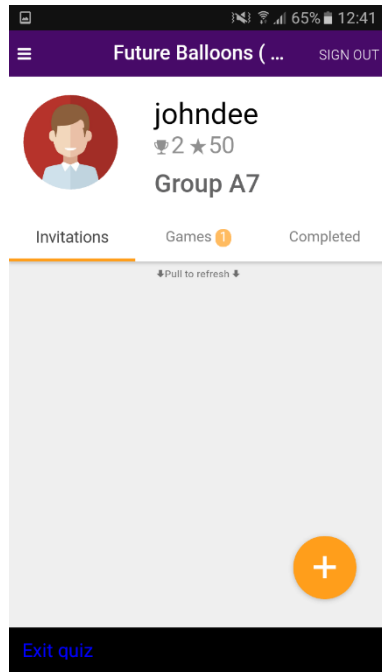 65% 12:41
Future Balloons ( ... SIGN OUT
johndee
2 ★50
Group A7
Invitations Games 1 Completed
Pull to refresh
Exit quiz